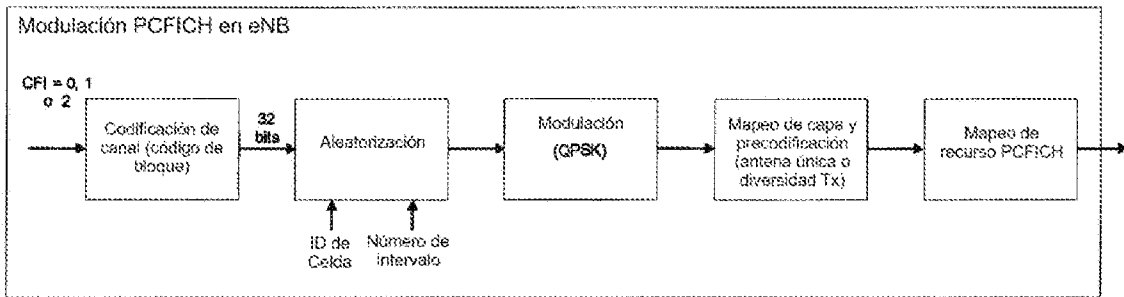 Modulación PCFICH en eNB
CFI = 0, 1
o 2
Codificación de
canal (código de
bloque)
32
bits
Aleatorización
Modulación
(QPSK)
Mapeo de capa y
precodificación
(antena única o
diversidad Tx)
Mapeo de
recurso PCFICH
ID de
Celda
Número de
intervalo